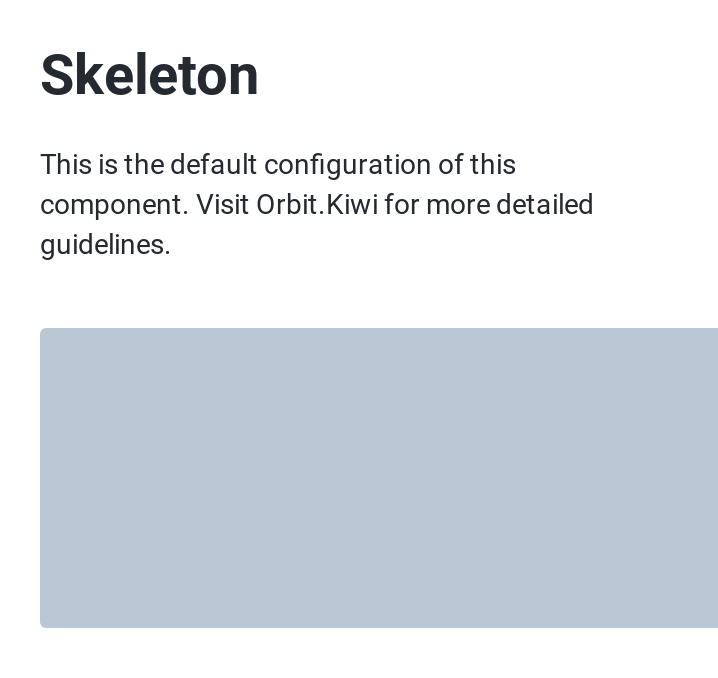 Skeleton
This is the default configuration of this
component. Visit Orbit.Kiwi for more detailed
guidelines.